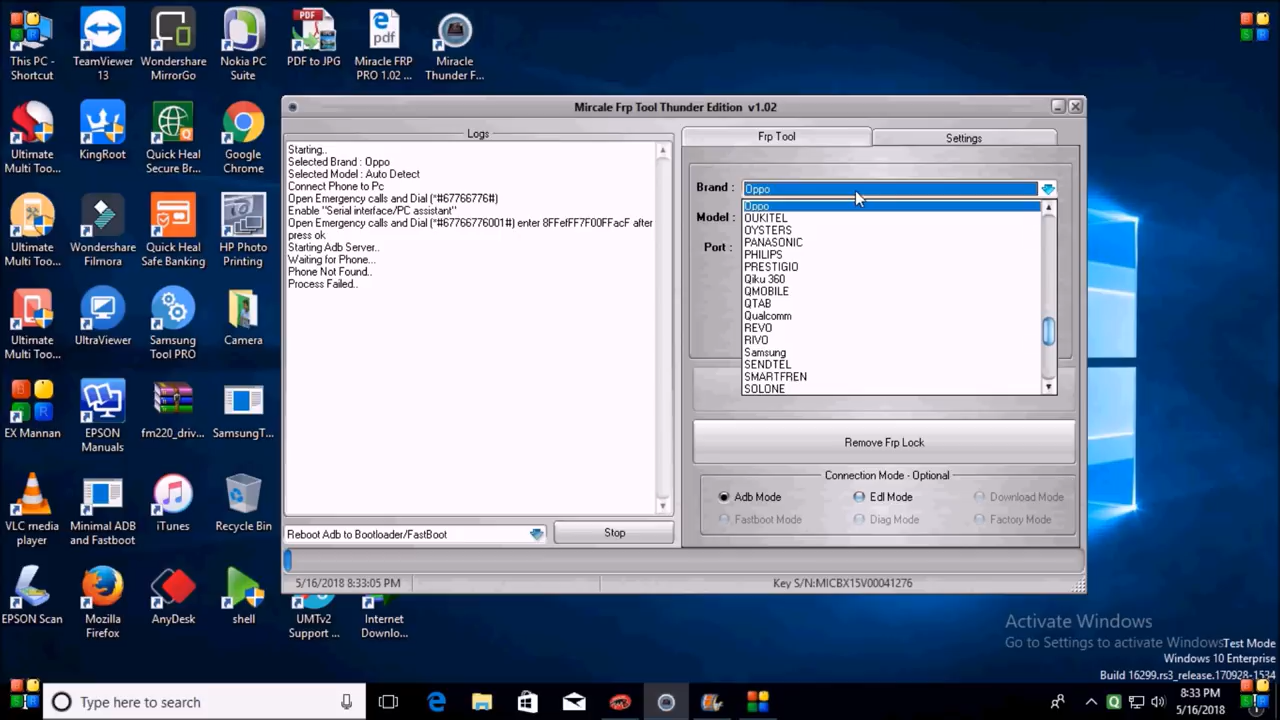 This PC - Shortcut
TeamViewer 13
Wondershare MirrorGo
Nokia PC Suite
PDF to JPG
Miracle FRP PRO 1.02 ...
Miracle Thunder F...
Ultimate Multi Too...
KingRoot
Quick Heal Secure Br...
Google Chrome
Ultimate Multi Too...
Wondershare Filmora
Quick Heal Safe Banking
HP Photo Printing
Ultimate Multi Too...
UltraViewer
Samsung Tool PRO
Camera
EX Mannan
EPSON Manuals
fm220_driv...
SamsungT...
VLC media player
Minimal ADB and Fastboot
iTunes
Recycle Bin
EPSON Scan
Mozilla Firefox
AnyDesk
shell
UMTv2 Support ...
Internet Downlo...
Mircale Frp Tool Thunder Edition v1.02
Logs
Starting..
Selected Brand : Oppo
Selected Model : Auto Detect
Connect Phone to Pc
Open Emergency calls and Dial (*#67766776#)
Enable "Serial interface/PC assistant"
Open Emergency calls and Dial (*#67766776001#) enter 8FFefFF7F00FFacF after
press ok
Starting Adb Server..
Waiting for Phone...
Phone Not Found..
Process Failed..
Reboot Adb to Bootloader/FastBoot
Stop
Frp Tool
Settings
Brand :
Oppo
Model :
Port :
Oppo
OUKITEL
OYSTERS
PANASONIC
PHILIPS
PRESTIGIO
Qiku 360
QMOBILE
QTAB
Qualcomm
REVO
RIVO
Samsung
SENDTEL
SMARTFREN
SOLONE
Remove Frp Lock
Connection Mode - Optional
Adb Mode
Edl Mode
Download Mode
Fastboot Mode
Diag Mode
Factory Mode
5/16/2018 8:33:05 PM
Key S/N:MICBX15V00041276
Activate Windows
Go to Settings to activate Windows
Test Mode
Windows 10 Enterprise
Build 16299.rs3_release.170928-1534
Type here to search
8:33 PM
5/16/2018